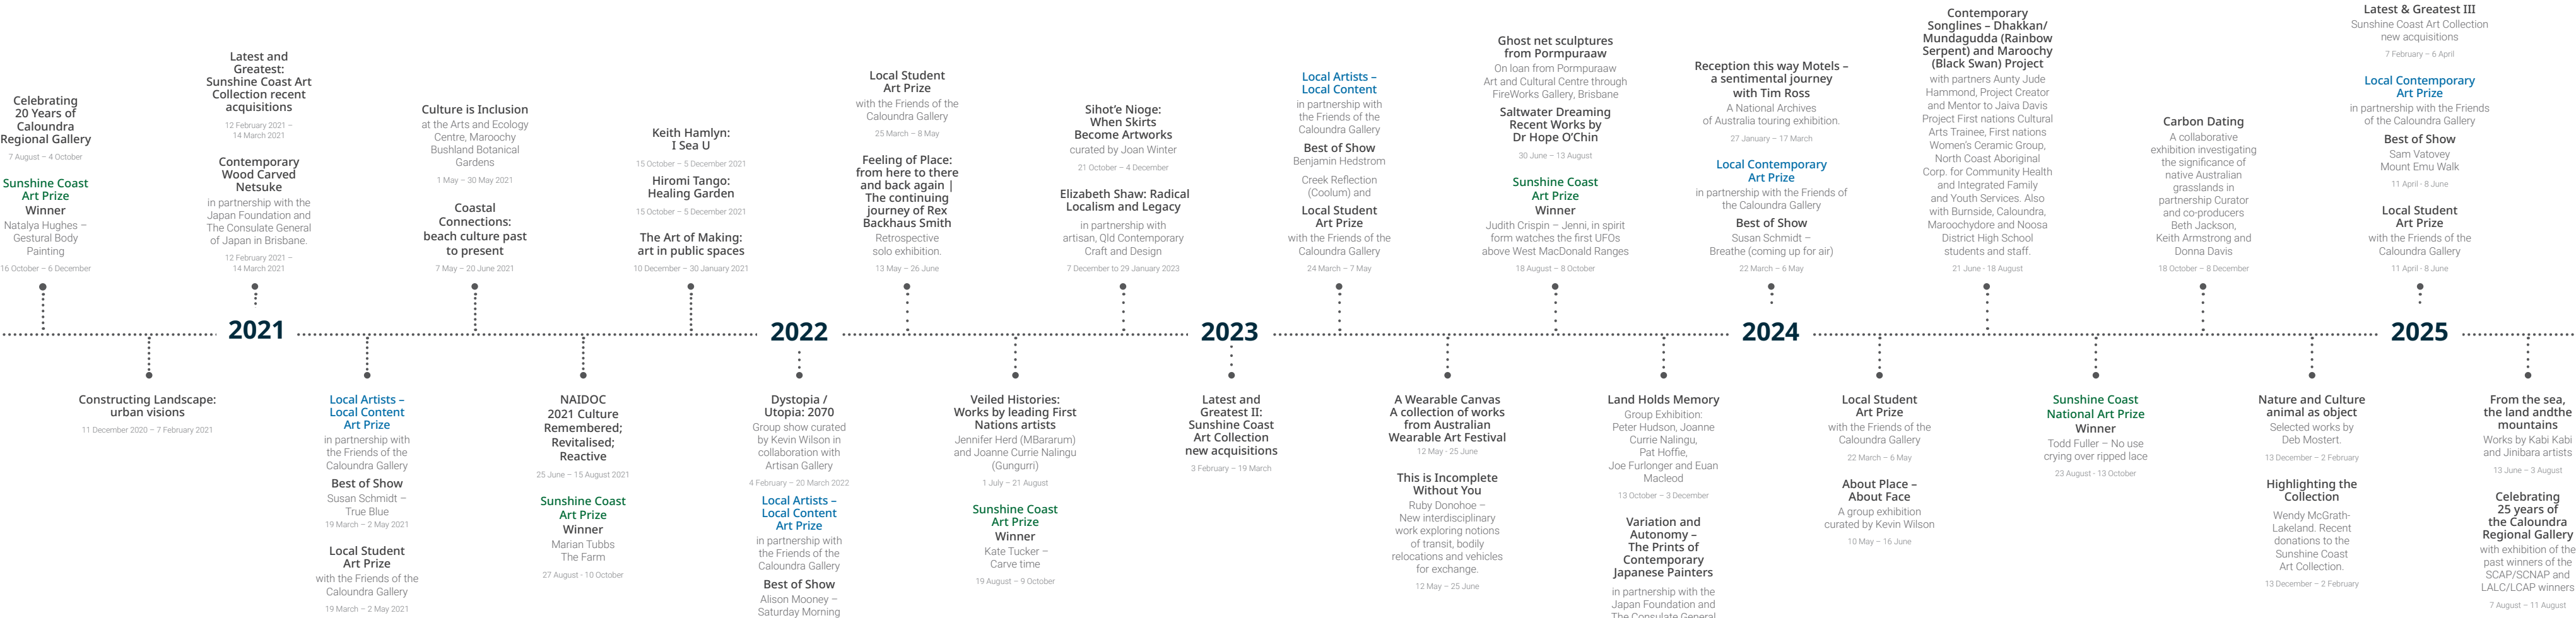 Celebrating
20 Years of
Caloundra
Regional Gallery
7 August – 4 October
Sunshine Coast
Art Prize
Winner
Natalya Hughes –
Gestural Body
Painting
16 October – 6 December
Constructing Landscape:
urban visions
11 December 2020 – 7 February 2021
Latest and
Greatest:
Sunshine Coast Art
Collection recent
acquisitions
12 February 2021 –
14 March 2021
Contemporary
Wood Carved
Netsuke
in partnership with the
Japan Foundation and
The Consulate General
of Japan in Brisbane.
12 February 2021 –
14 March 2021
2021
Local Artists –
Local Content
Art Prize
in partnership with
the Friends of the
Caloundra Gallery
Best of Show
Susan Schmidt –
True Blue
19 March – 2 May 2021
Local Student
Art Prize
with the Friends of the
Caloundra Gallery
19 March – 2 May 2021
Culture is Inclusion
at the Arts and Ecology
Centre, Maroochy
Bushland Botanical
Gardens
1 May – 30 May 2021
Coastal
Connections:
beach culture past
to present
7 May – 20 June 2021
NAIDOC
2021 Culture
Remembered;
Revitalised;
Reactive
25 June – 15 August 2021
Sunshine Coast
Art Prize
Winner
Marian Tubbs
The Farm
27 August - 10 October
Keith Hamlyn:
I Sea U
15 October – 5 December 2021
Hiromi Tango:
Healing Garden
15 October – 5 December 2021
The Art of Making:
art in public spaces
10 December – 30 January 2021
2022
Dystopia /
Utopia: 2070
Group show curated
by Kevin Wilson in
collaboration with
Artisan Gallery
4 February – 20 March 2022
Local Artists –
Local Content
Art Prize
in partnership with
the Friends of the
Caloundra Gallery
Best of Show
Alison Mooney –
Saturday Morning
Local Student
Art Prize
with the Friends of the
Caloundra Gallery
25 March – 8 May
Feeling of Place:
from here to there
and back again |
The continuing
journey of Rex
Backhaus Smith
Retrospective
solo exhibition.
13 May – 26 June
Veiled Histories:
Works by leading First
Nations artists
Jennifer Herd (MBararum)
and Joanne Currie Nalingu
(Gungurri)
1 July – 21 August
Sunshine Coast
Art Prize
Winner
Kate Tucker –
Carve time
19 August – 9 October
Sihot’e Nioge:
When Skirts
Become Artworks
curated by Joan Winter
21 October – 4 December
Elizabeth Shaw: Radical
Localism and Legacy
in partnership with
artisan, Qld Contemporary
Craft and Design
7 December to 29 January 2023
2023
Latest and
Greatest II:
Sunshine Coast
Art Collection
new acquisitions
3 February – 19 March
Local Artists –
Local Content
in partnership with
the Friends of the
Caloundra Gallery
Best of Show
Benjamin Hedstrom
Creek Reflection
(Coolum) and
Local Student
Art Prize
with the Friends of the
Caloundra Gallery
24 March – 7 May
A Wearable Canvas
A collection of works
from Australian
Wearable Art Festival
12 May - 25 June
This is Incomplete
Without You
Ruby Donohoe –
New interdisciplinary
work exploring notions
of transit, bodily
relocations and vehicles
for exchange.
12 May – 25 June
Ghost net sculptures
from Pormpuraaw
On loan from Pormpuraaw
Art and Cultural Centre through
FireWorks Gallery, Brisbane
Saltwater Dreaming
Recent Works by
Dr Hope O’Chin
30 June – 13 August
Sunshine Coast
Art Prize
Winner
Judith Crispin – Jenni, in spirit
form watches the first UFOs
above West MacDonald Ranges
18 August – 8 October
Land Holds Memory
Group Exhibition:
Peter Hudson, Joanne
Currie Nalingu,
Pat Hoffie,
Joe Furlonger and Euan
Macleod
13 October – 3 December
Variation and
Autonomy –
The Prints of
Contemporary
Japanese Painters
in partnership with the
Japan Foundation and
The Consulate General
Reception this way Motels –
a sentimental journey
with Tim Ross
A National Archives
of Australia touring exhibition.
27 January – 17 March
Local Contemporary
Art Prize
in partnership with the Friends of
the Caloundra Gallery
Best of Show
Susan Schmidt –
Breathe (coming up for air)
22 March – 6 May
2024
Local Student
Art Prize
with the Friends of the
Caloundra Gallery
22 March – 6 May
About Place –
About Face
A group exhibition
curated by Kevin Wilson
10 May – 16 June
Contemporary
Songlines – Dhakkan/
Mundagudda (Rainbow
Serpent) and Maroochy
(Black Swan) Project
with partners Aunty Jude
Hammond, Project Creator
and Mentor to Jaiva Davis
Project First nations Cultural
Arts Trainee, First nations
Women’s Ceramic Group,
North Coast Aboriginal
Corp. for Community Health
and Integrated Family
and Youth Services. Also
with Burnside, Caloundra,
Maroochydore and Noosa
District High School
students and staff.
21 June - 18 August
Sunshine Coast
National Art Prize
Winner
Todd Fuller – No use
crying over ripped lace
23 August - 13 October
Carbon Dating
A collaborative
exhibition investigating
the significance of
native Australian
grasslands in
partnership Curator
and co-producers
Beth Jackson,
Keith Armstrong and
Donna Davis
18 October – 8 December
Nature and Culture
animal as object
Selected works by
Deb Mostert.
13 December – 2 February
Highlighting the
Collection
Wendy McGrath-
Lakeland. Recent
donations to the
Sunshine Coast
Art Collection.
13 December – 2 February
Latest & Greatest III
Sunshine Coast Art Collection
new acquisitions
7 February – 6 April
Local Contemporary
Art Prize
in partnership with the Friends
of the Caloundra Gallery
Best of Show
Sam Vatovey
Mount Emu Walk
11 April - 8 June
Local Student
Art Prize
with the Friends of the
Caloundra Gallery
11 April - 8 June
2025
From the sea,
the land andthe
mountains
Works by Kabi Kabi
and Jinibara artists
13 June – 3 August
Celebrating
25 years of
the Caloundra
Regional Gallery
with exhibition of the
past winners of the
SCAP/SCNAP and
LALC/LCAP winners
7 August – 11 August